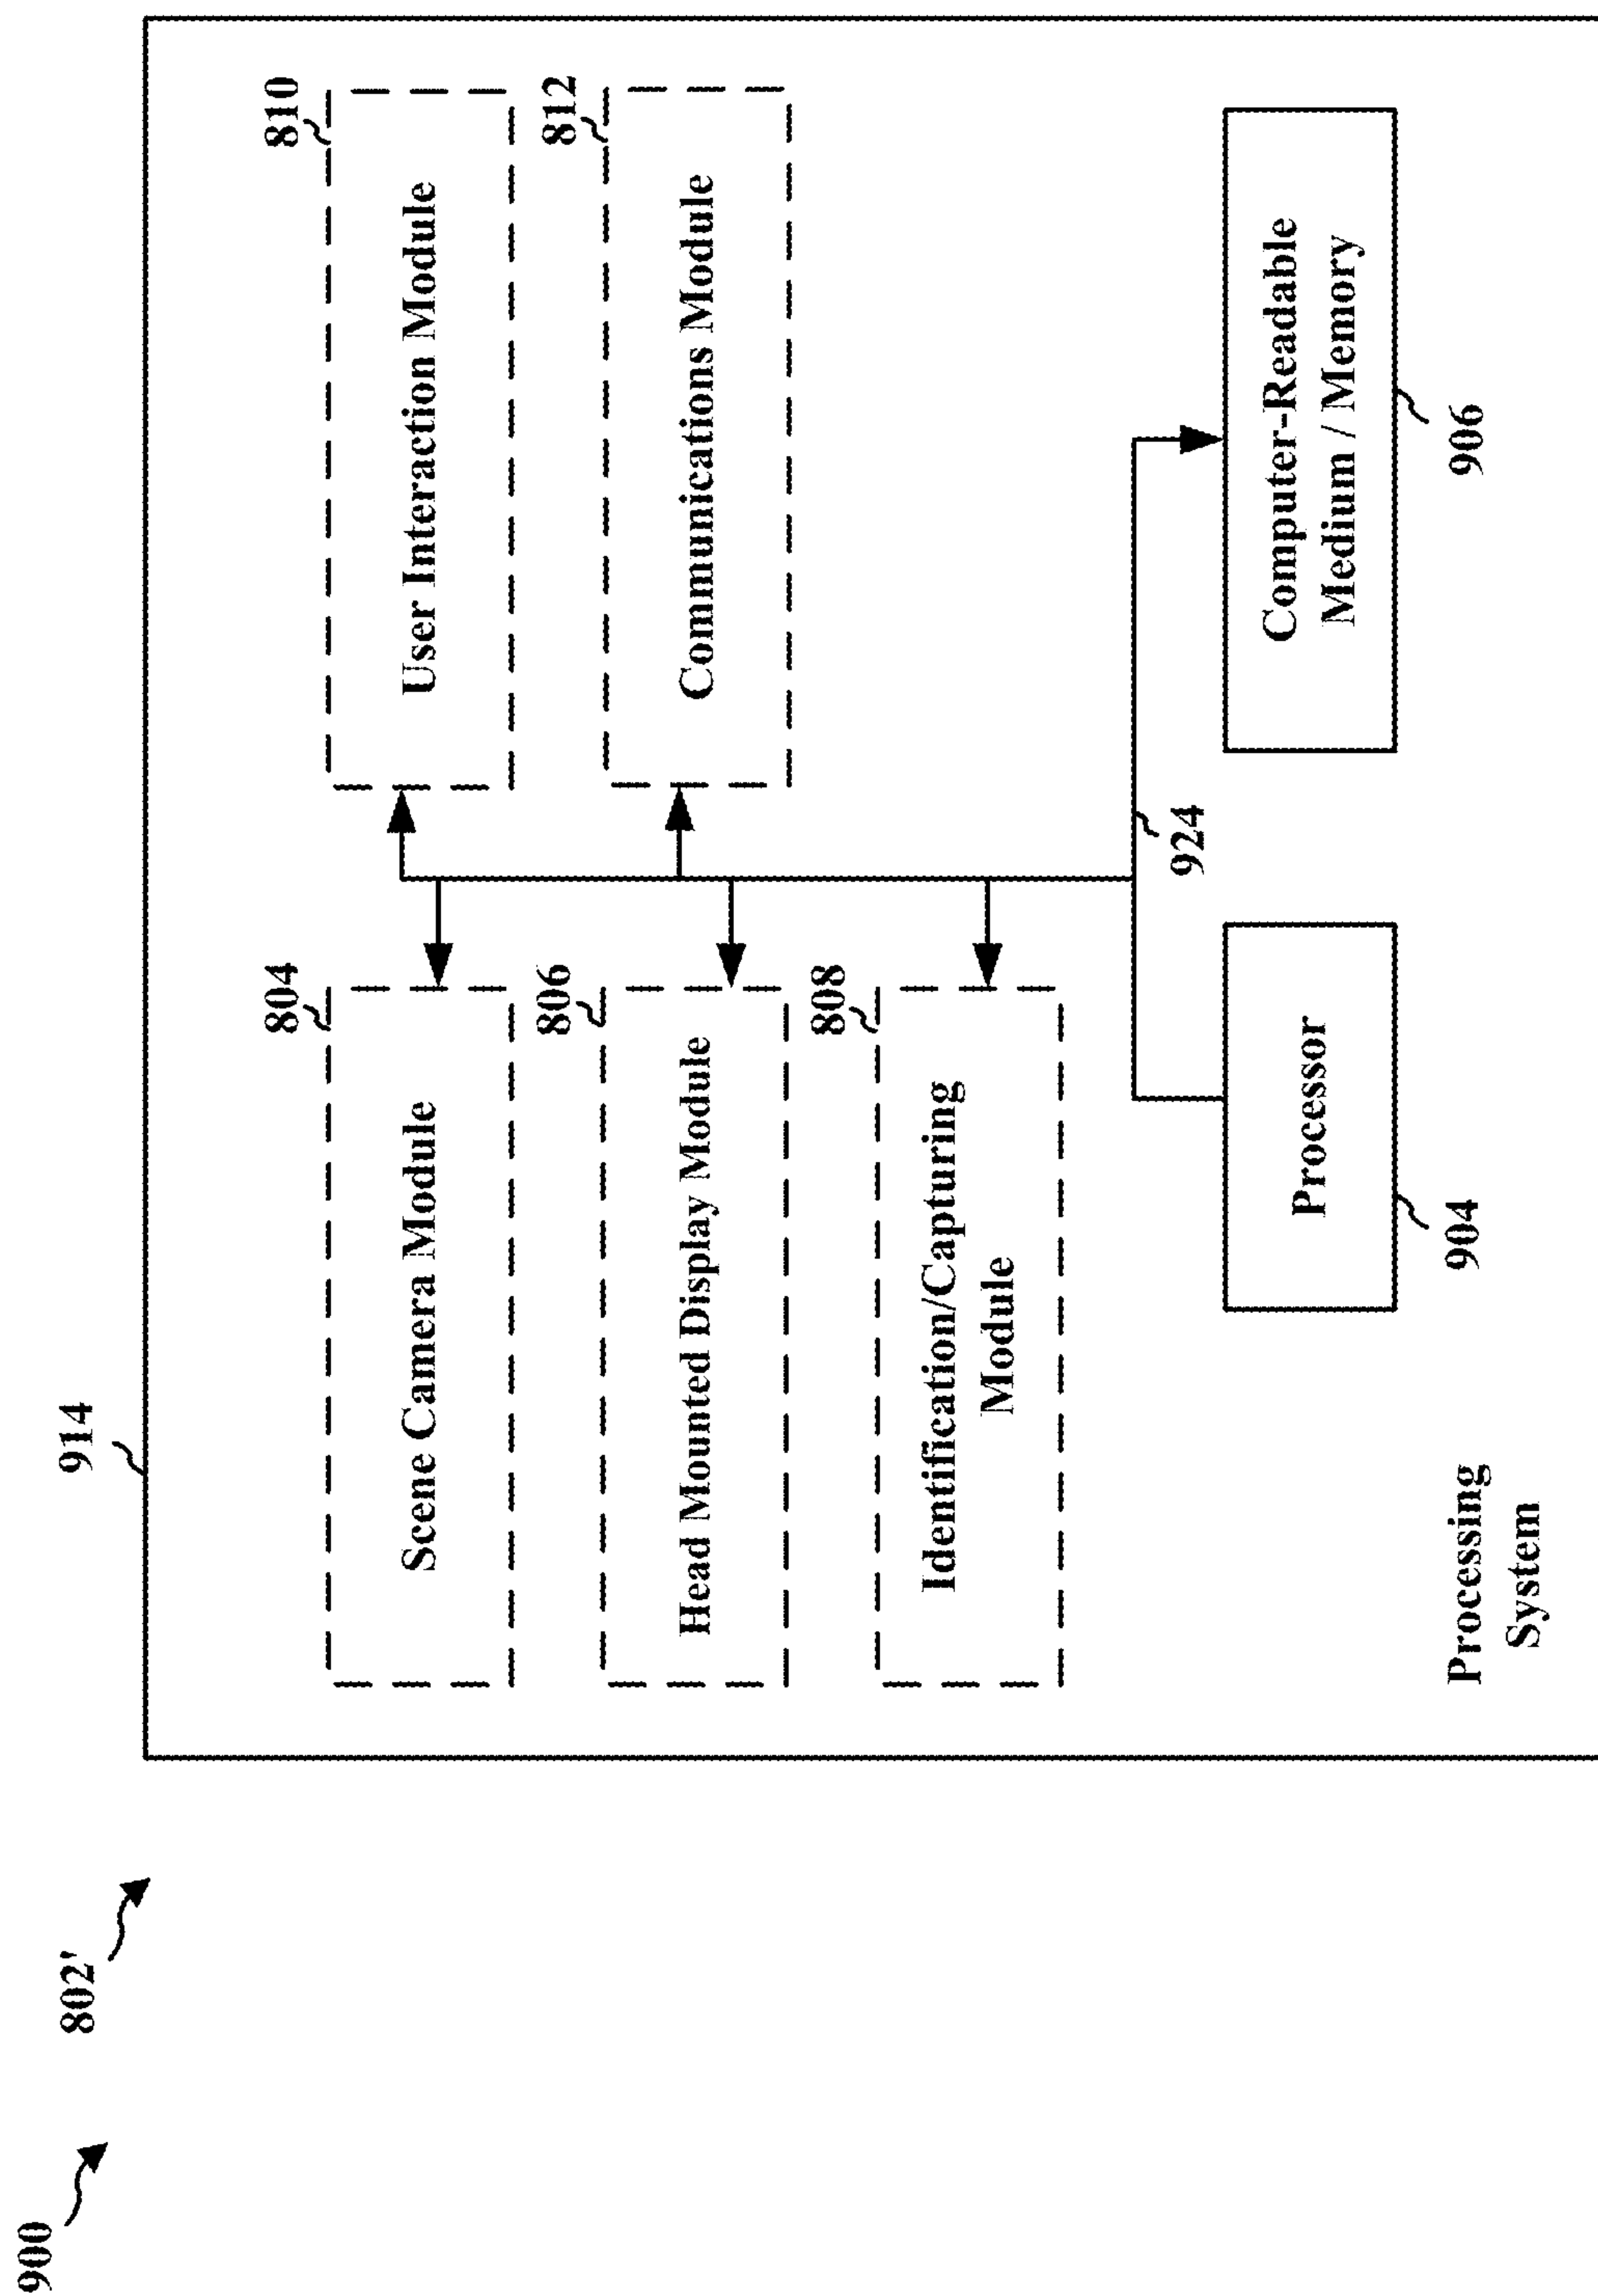 900
802'
914
804
Scene Camera Module
810
User Interaction Module
806
Head Mounted Display Module
812
Communications Module
808
Identification/Capturing
Module
924
Processor
904
Computer-Readable
Medium / Memory
906
Processing
System